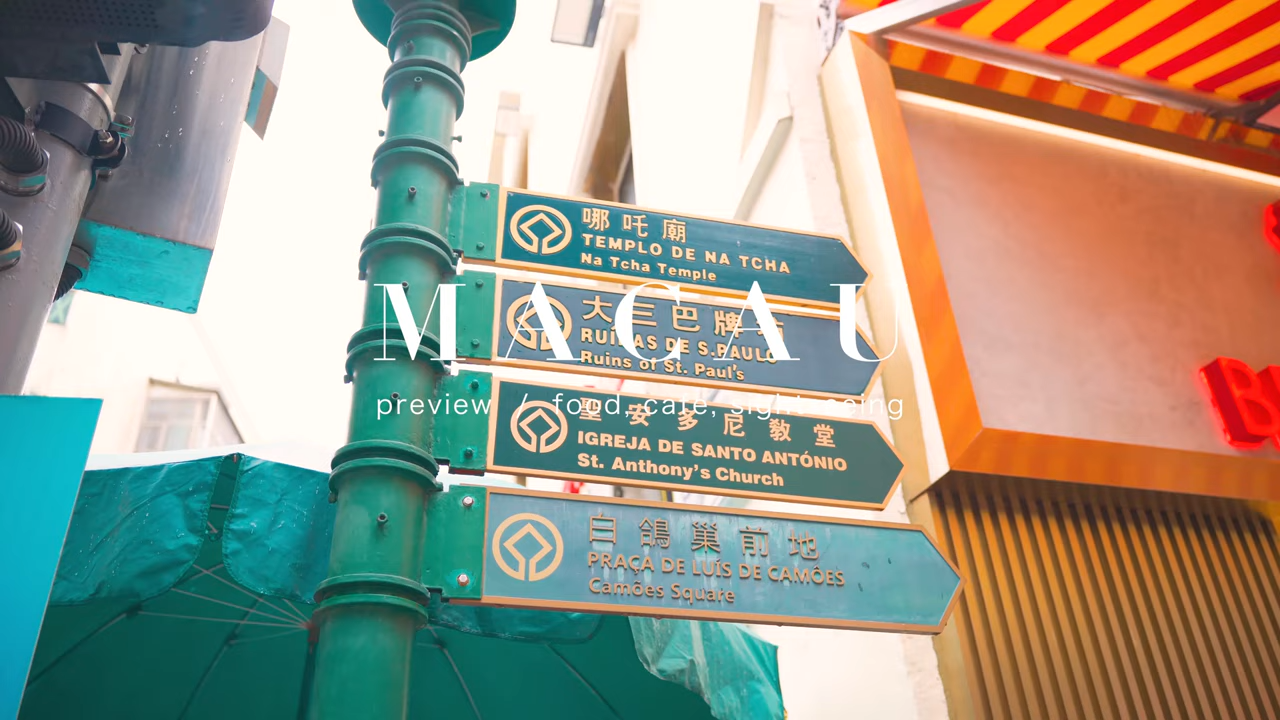 哪吒廟
TEMPLO DE NA TCHA
Na Tcha Temple
MACAU
大三巴牌坊
RUÍNAS DE S.PAULO
Ruins of St. Paul's
preview / food, cafe, sight-seeing
聖安多尼教堂
IGREJA DE SANTO ANTÓNIO
St. Anthony's Church
白鴿巢前地
PRAÇA DE LUÍS DE CAMÕES
Camões Square